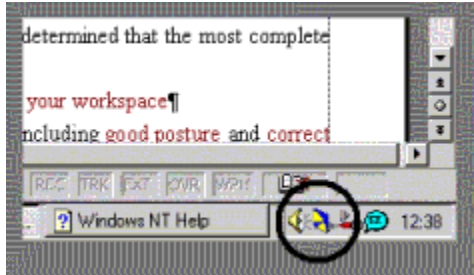 determined that the most complete
your workspace¶
ncluding good posture and correct
REC TRK EXT OVR WPH
Windows NT Help 12:38